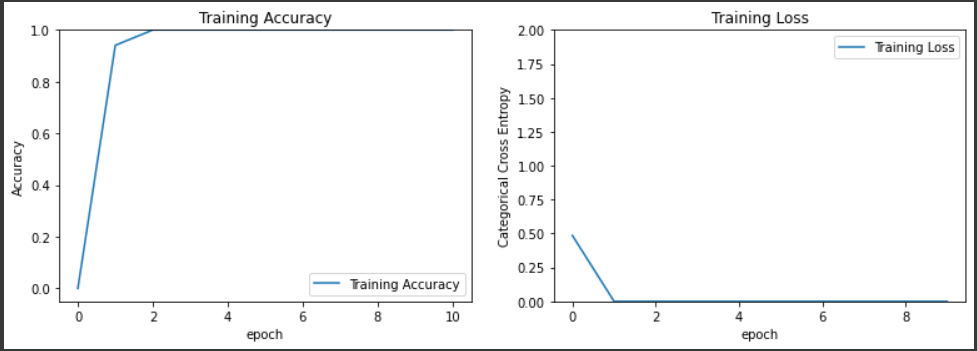 Training Accuracy
1.0
0.8
0.6
0.4
0.2
0.0
Accuracy
Training Accuracy
0 2 4 6 8 10
epoch
Training Loss
2.00
1.75
1.50
1.25
1.00
0.75
0.50
0.25
0.00
Categorical Cross Entropy
Training Loss
0 2 4 6 8
epoch